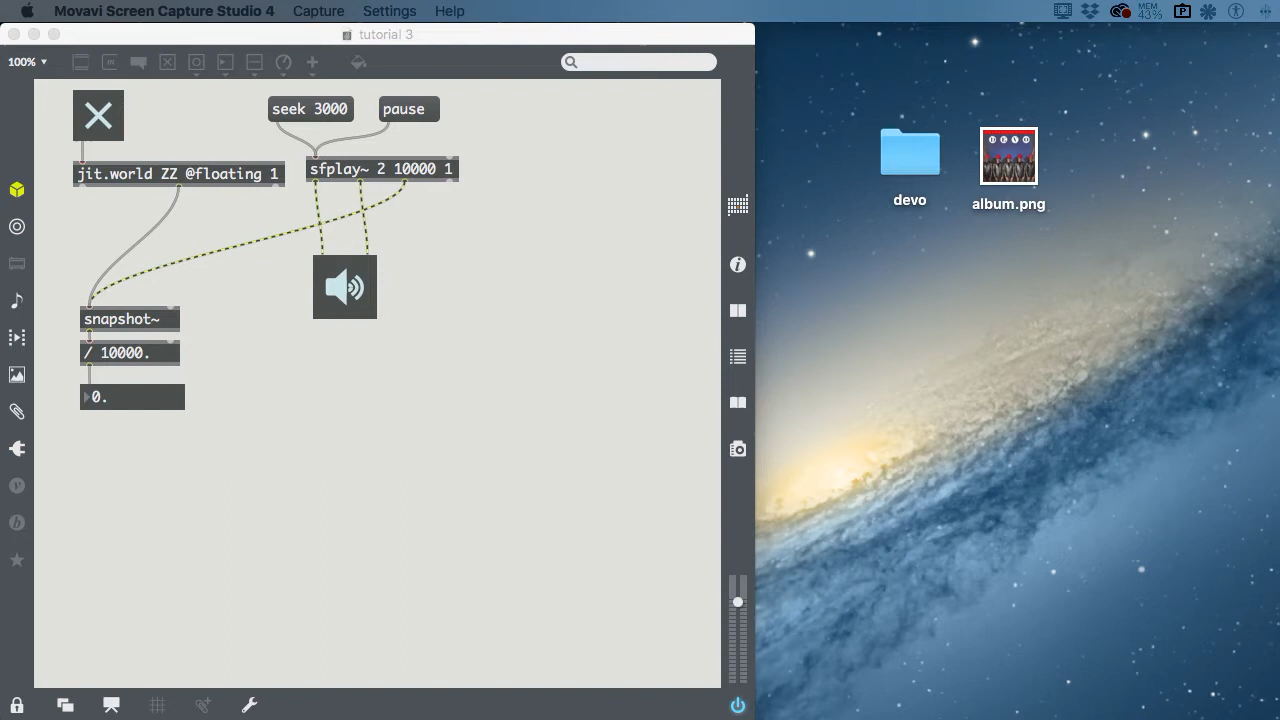 Movavi Screen Capture Studio 4 Capture Settings Help
MEM
43%
P
tutorial 3
100%
seek 3000
pause
jit.world ZZ @floating 1
sfplay~ 2 10000 1
snapshot~
/ 10000.
0.
DEVO
devo
album.png